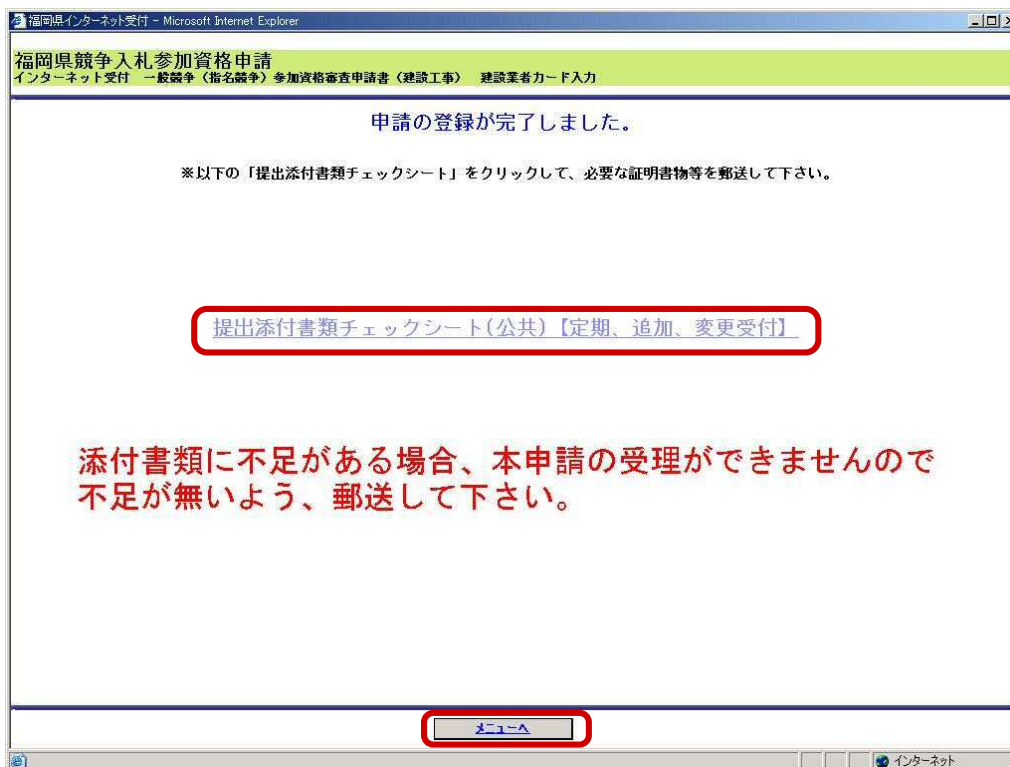 福岡県インターネット受付 - Microsoft Internet Explorer
福岡県競争入札参加資格申請
インターネット受付　一般競争（指名競争）参加資格審査申請書（建設工事）　建設業者カード入力
申請の登録が完了しました。
※以下の「提出添付書類チェックシート」をクリックして、必要な証明書物等を郵送して下さい。
提出添付書類チェックシート(公共)【定期、追加、変更受付】
添付書類に不足がある場合、本申請の受理ができませんので
不足が無いよう、郵送して下さい。
メニューへ
インターネット